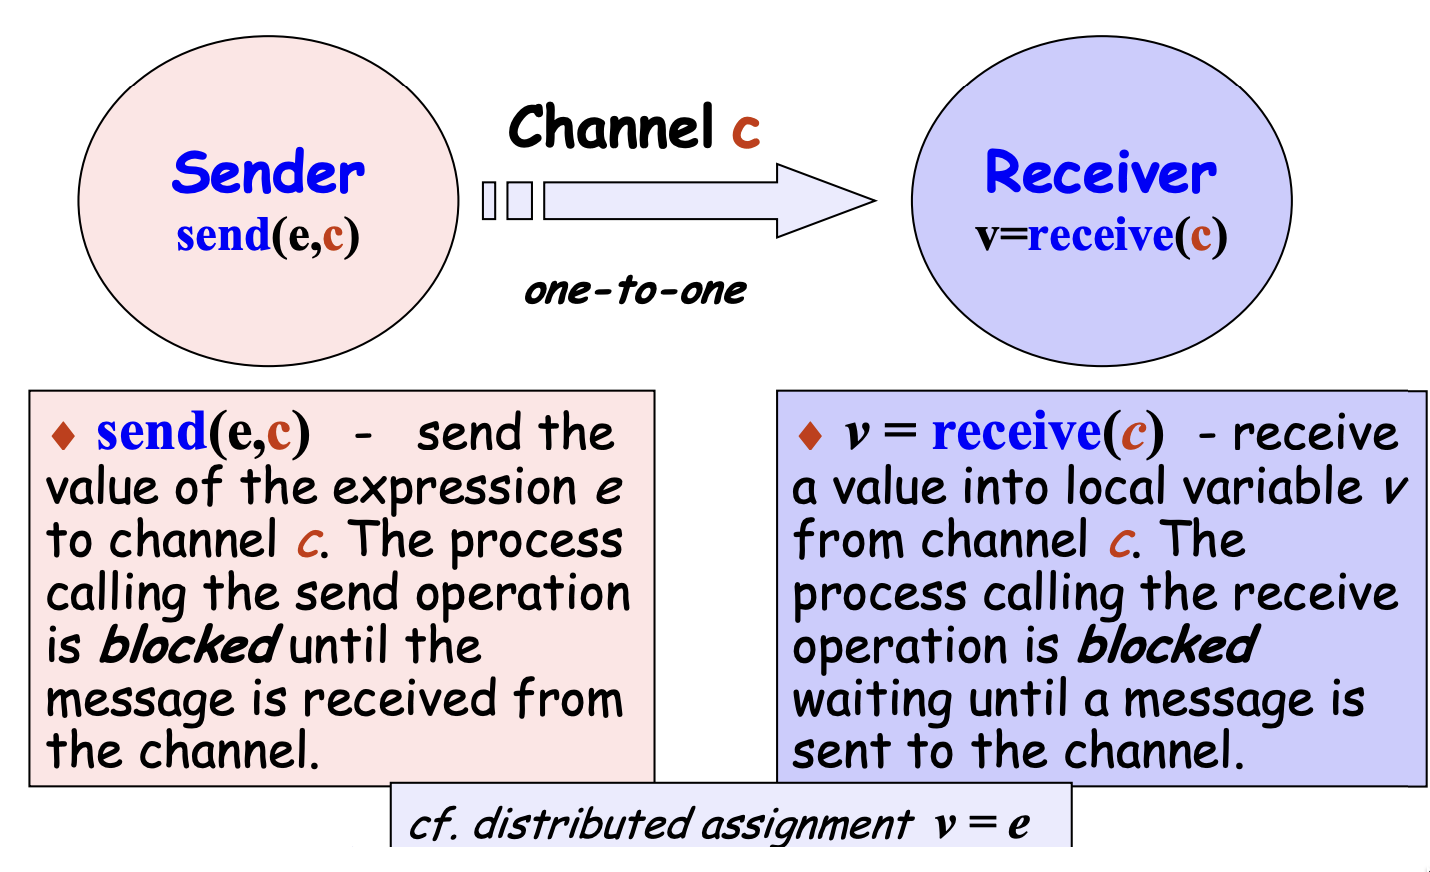 Channel c
Sender
send(e,c)
Receiver
v=receive(c)
one-to-one
♦ send(e,c) - send the
value of the expression e
to channel c. The process
calling the send operation
is blocked until the
message is received from
the channel.
♦ v = receive(c) - receive
a value into local variable v
from channel c. The
process calling the receive
operation is blocked
waiting until a message is
sent to the channel.
cf. distributed assignment v = e